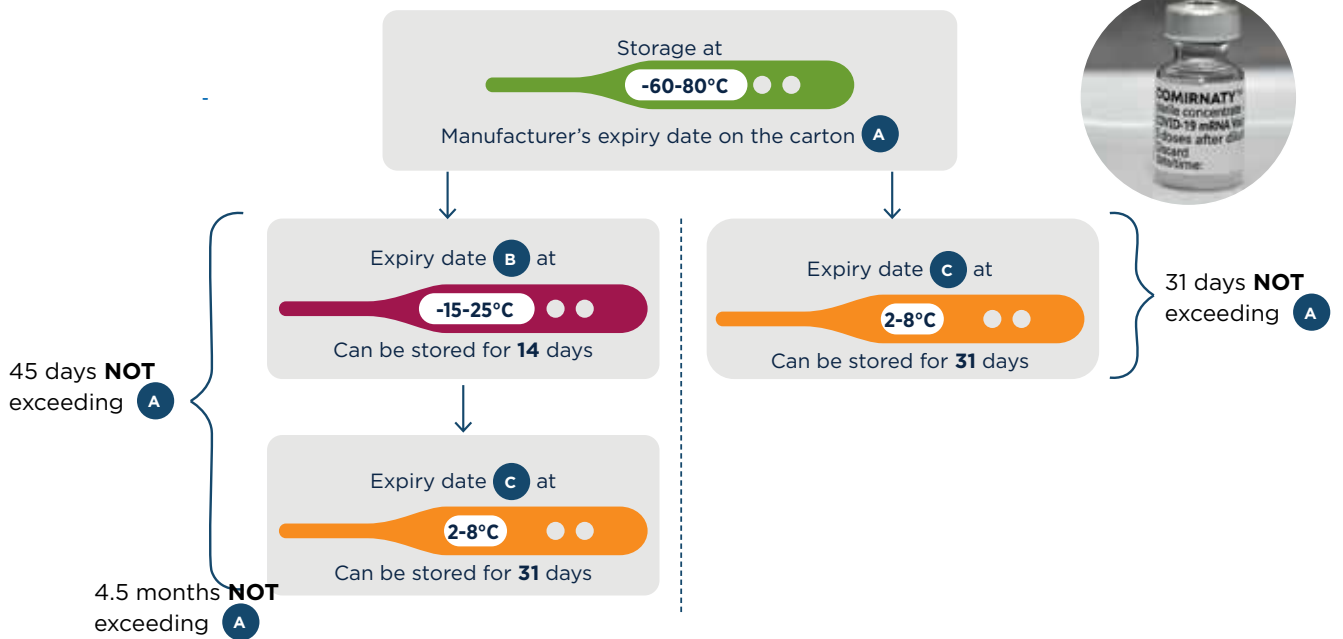 Storage at
-60-80°C
Manufacturer's expiry date on the carton A
COMIRNATY™
COVID-19 mRNA
doses after
Discard
Expiry date B at
-15-25°C
Can be stored for 14 days
Expiry date C at
2-8°C
Can be stored for 31 days
31 days NOT
exceeding A
45 days NOT
exceeding A
Expiry date C at
2-8°C
Can be stored for 31 days
4.5 months NOT
exceeding A